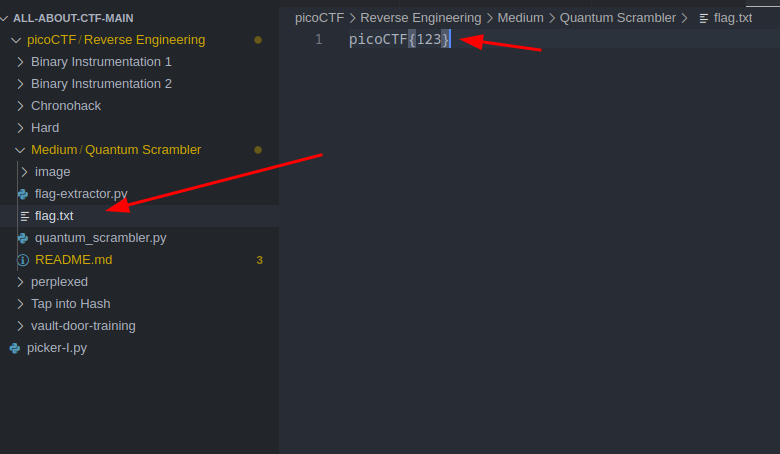 ALL-ABOUT-CTF-MAIN
picoCTF / Reverse Engineering
Binary Instrumentation 1
Binary Instrumentation 2
Chronohack
Hard
Medium / Quantum Scrambler
image
flag-extractor.py
flag.txt
quantum_scrambler.py
README.md 3
perplexed
Tap into Hash
vault-door-training
picker-I.py
picoCTF > Reverse Engineering > Medium > Quantum Scrambler > flag.txt
1 picoCTF{123}